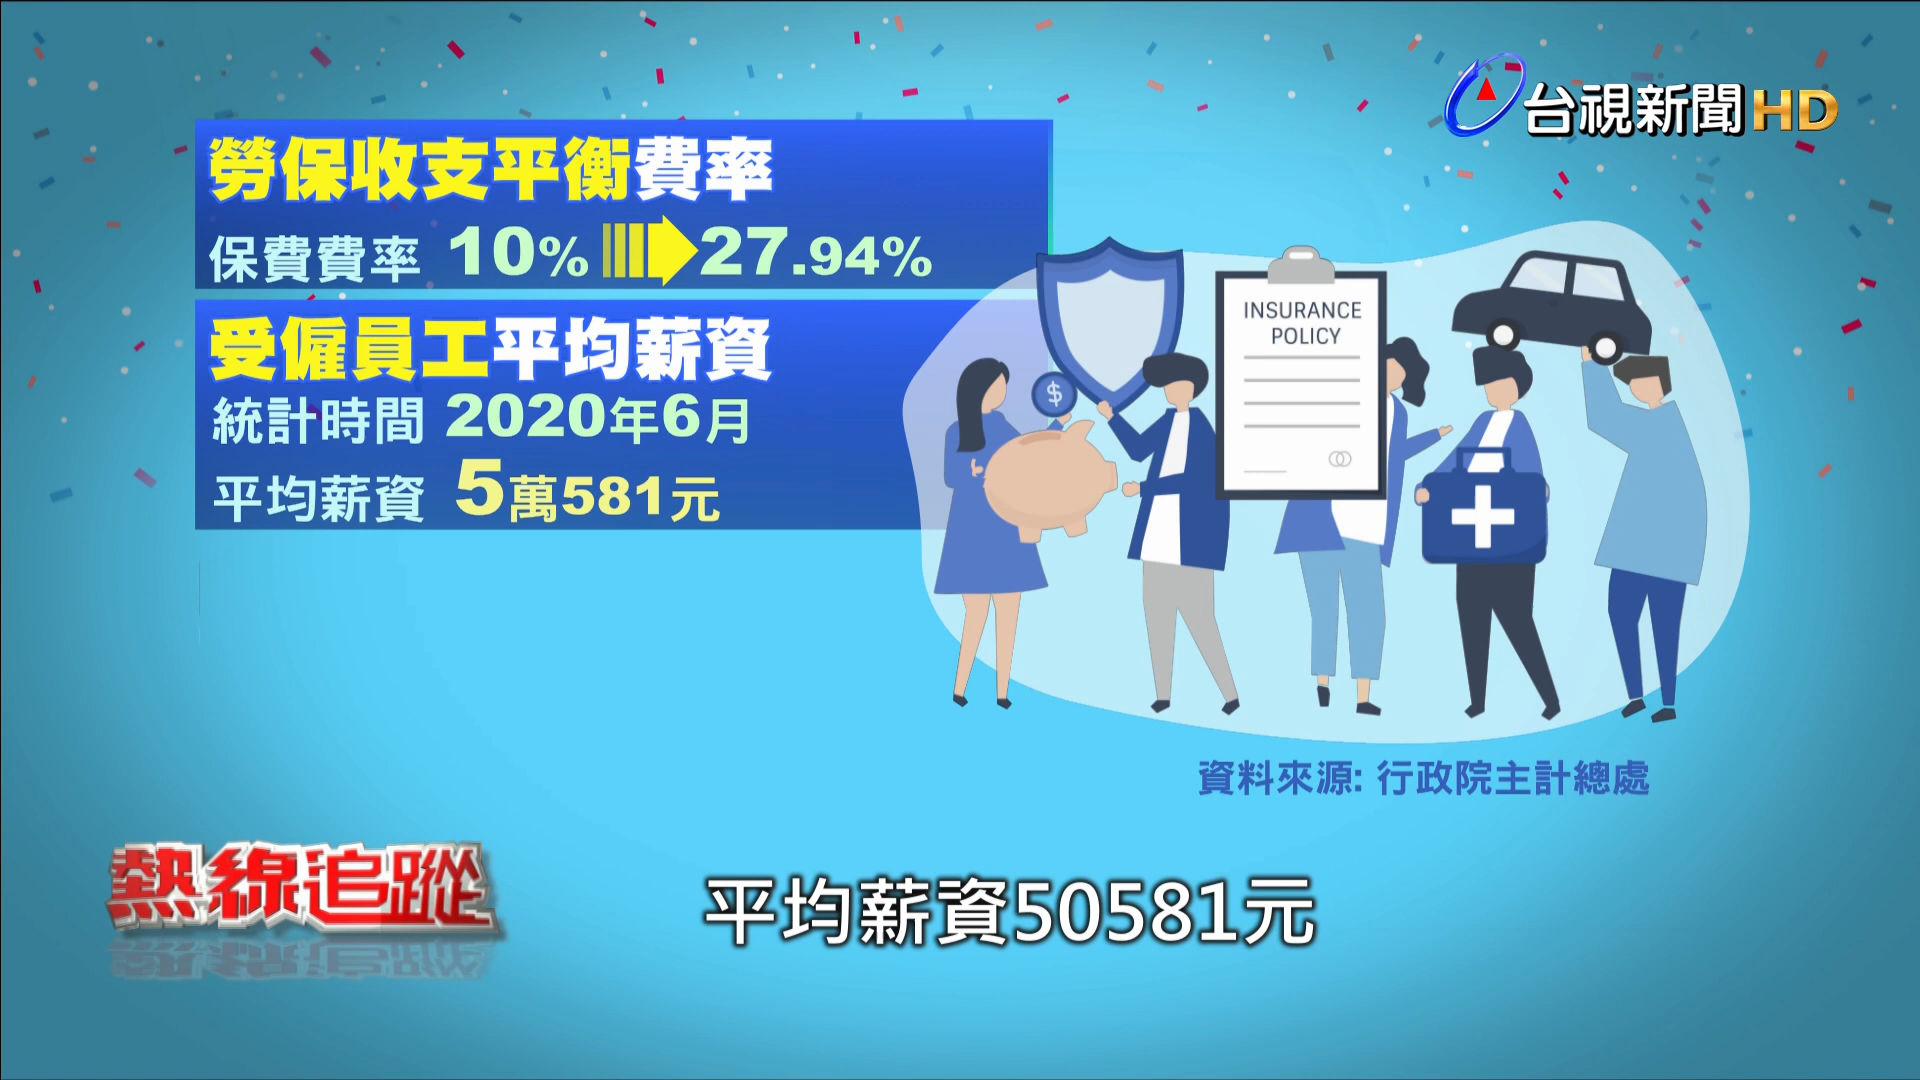 台視新聞HD
勞保收支平衡費率
保費費率 10% 27.94%
受僱員工平均薪資
統計時間 2020年6月
平均薪資 5萬581元
INSURANCE
POLICY
$
資料來源: 行政院主計總處
熱線追蹤
平均薪資50581元